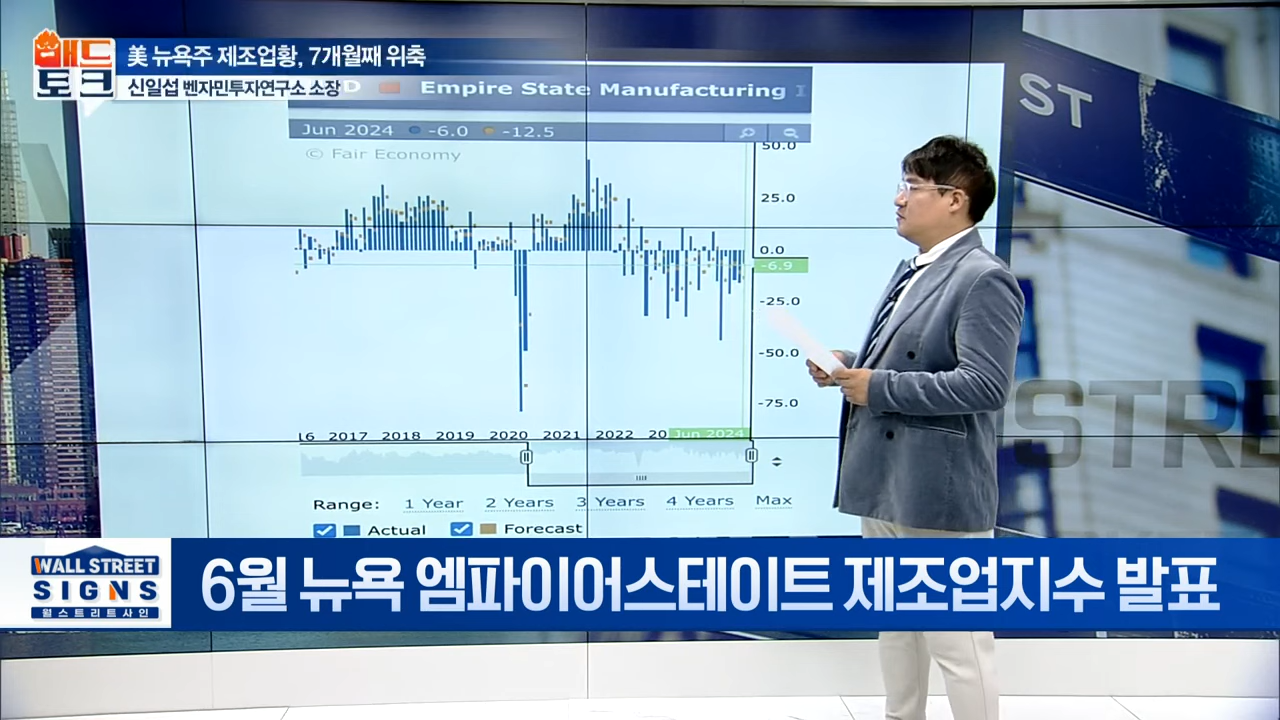 매드
토크
美 뉴욕주 제조업황, 7개월째 위축
신일섭 벤자민투자연구소 소장
D Empire State Manufacturing I
Jun 2024 -6.0 -12.5
© Fair Economy
50.0
25.0
0.0
-6.9
-25.0
-50.0
-75.0
16 2017 2018 2019 2020 2021 2022 20 Jun 2024
Range: 1 Year 2 Years 3 Years 4 Years Max
Actual Forecast
ST
STRE
WALL STREET
SIGNS
월스트리트사인
6월 뉴욕 엠파이어스테이트 제조업지수 발표